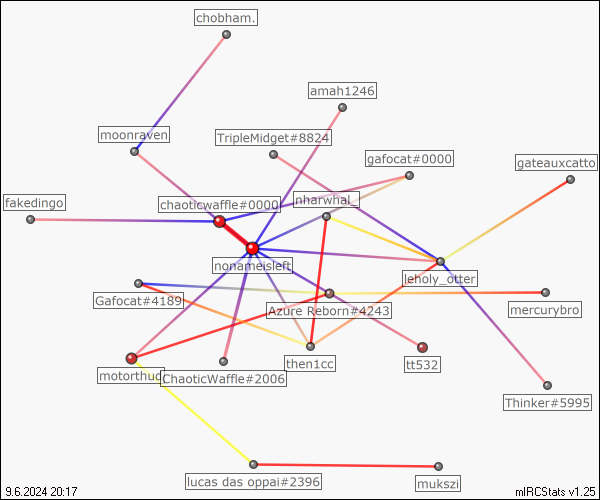 chobham.
amah1246
moonraven
TripleMidget#8824
gafocat#0000
gateauxcatto
fakedingo
chaoticwaffle#0000
nharwhal_
nonameisleft
leholy_otter
Gafocat#4189
Azure Reborn#4243
mercurybro
motorthud
ChaoticWaffle#2006
then1cc
tt532
Thinker#5995
lucas das oppai#2396
mukszi
9.6.2024 20:17
mIRCStats v1.25